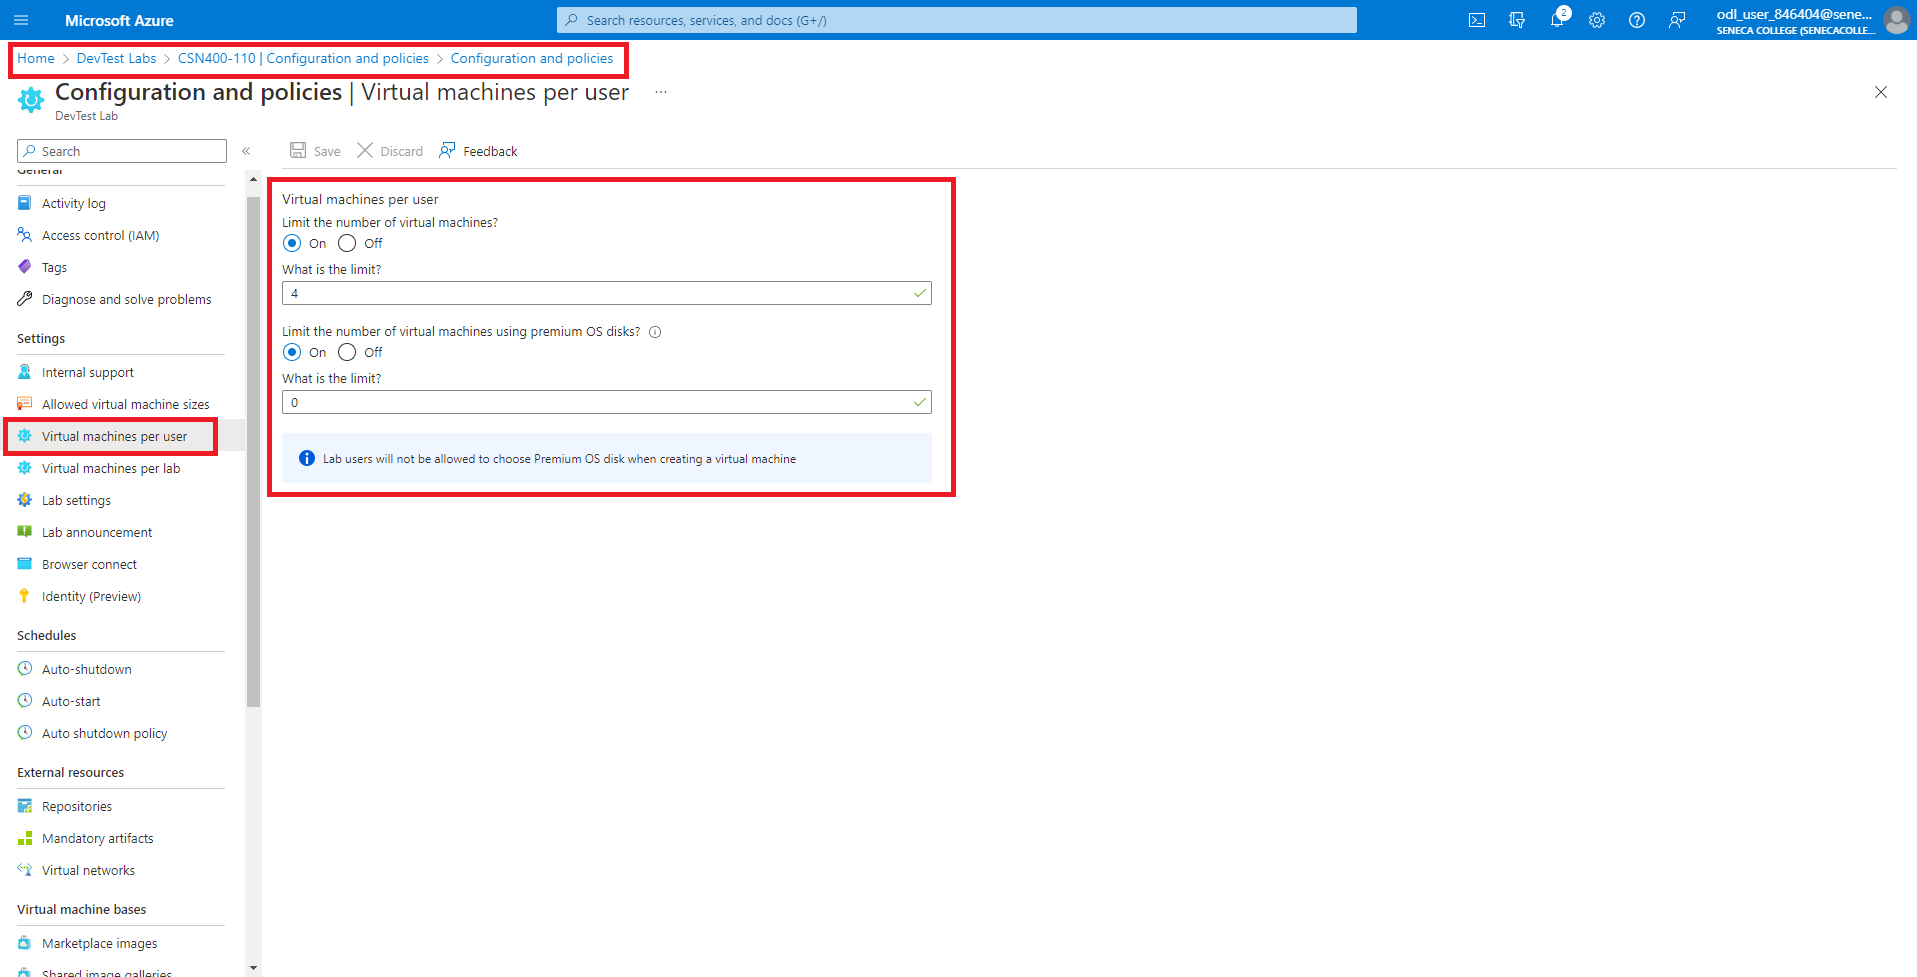 Microsoft Azure
Search resources, services, and docs (G+/)
2
odl_user_846404@sene...
SENECA COLLEGE (SENECACOLLE...
Home > DevTest Labs > CSN400-110 | Configuration and policies > Configuration and policies
Configuration and policies | Virtual machines per user ...
DevTest Lab
Search
«
Save
Discard
Feedback
General
Activity log
Access control (IAM)
Tags
Diagnose and solve problems
Settings
Internal support
Allowed virtual machine sizes
Virtual machines per user
Virtual machines per lab
Lab settings
Lab announcement
Browser connect
Identity (Preview)
Schedules
Auto-shutdown
Auto-start
Auto shutdown policy
External resources
Repositories
Mandatory artifacts
Virtual networks
Virtual machine bases
Marketplace images
Shared image galleries
Virtual machines per user
Limit the number of virtual machines?
On Off
What is the limit?
4
Limit the number of virtual machines using premium OS disks?
On Off
What is the limit?
0
Lab users will not be allowed to choose Premium OS disk when creating a virtual machine